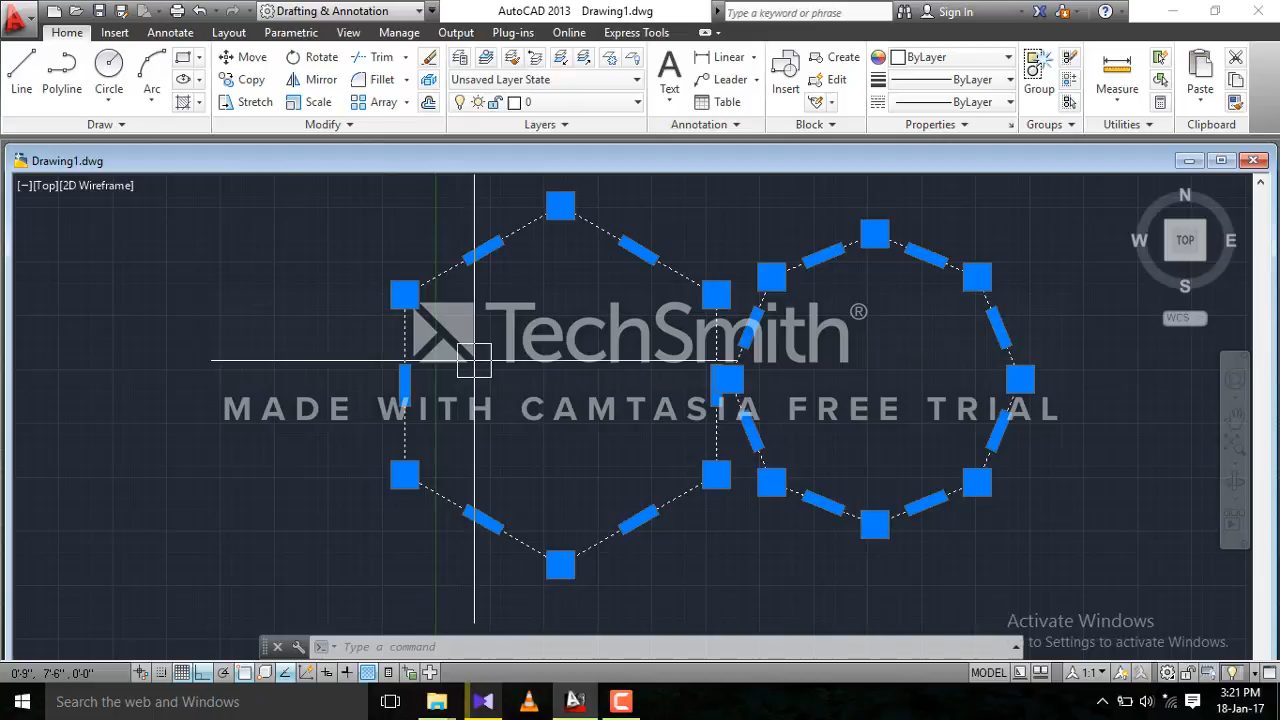 Drafting & Annotation
AutoCAD 2013 Drawing1.dwg
Type a keyword or phrase
Sign In
Home Insert Annotate Layout Parametric View Manage Output Plug-ins Online Express Tools
Line Polyline Circle Arc
Move Rotate Trim
Copy Mirror Fillet
Stretch Scale Array
Unsaved Layer State
0
Text Linear
Leader
Table
Insert Create
Edit
ByLayer
ByLayer
ByLayer
Group Measure Paste
Draw Modify Layers Annotation Block Properties Groups Utilities Clipboard
Drawing1.dwg
[−][Top][2D Wireframe]
N
W TOP E
S
WCS
TechSmith®
MADE WITH CAMTASIA FREE TRIAL
Activate Windows
to Settings to activate Windows.
Type a command
0'-9", 7'-6", 0'-0"
MODEL
1:1
Search the web and Windows
3:21 PM
18-Jan-17